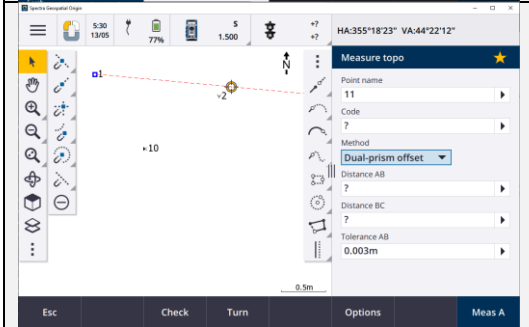 Spectra Geospatial Origin
5:30
13/05
77%
S
1.500
+?
+?
HA:355°18'23" VA:44°22'12"
Measure topo
Point name
11
Code
?
Method
Dual-prism offset
Distance AB
?
Distance BC
?
Tolerance AB
0.003m
N
1
2
10
0.5m
Esc
Check
Turn
Options
Meas A